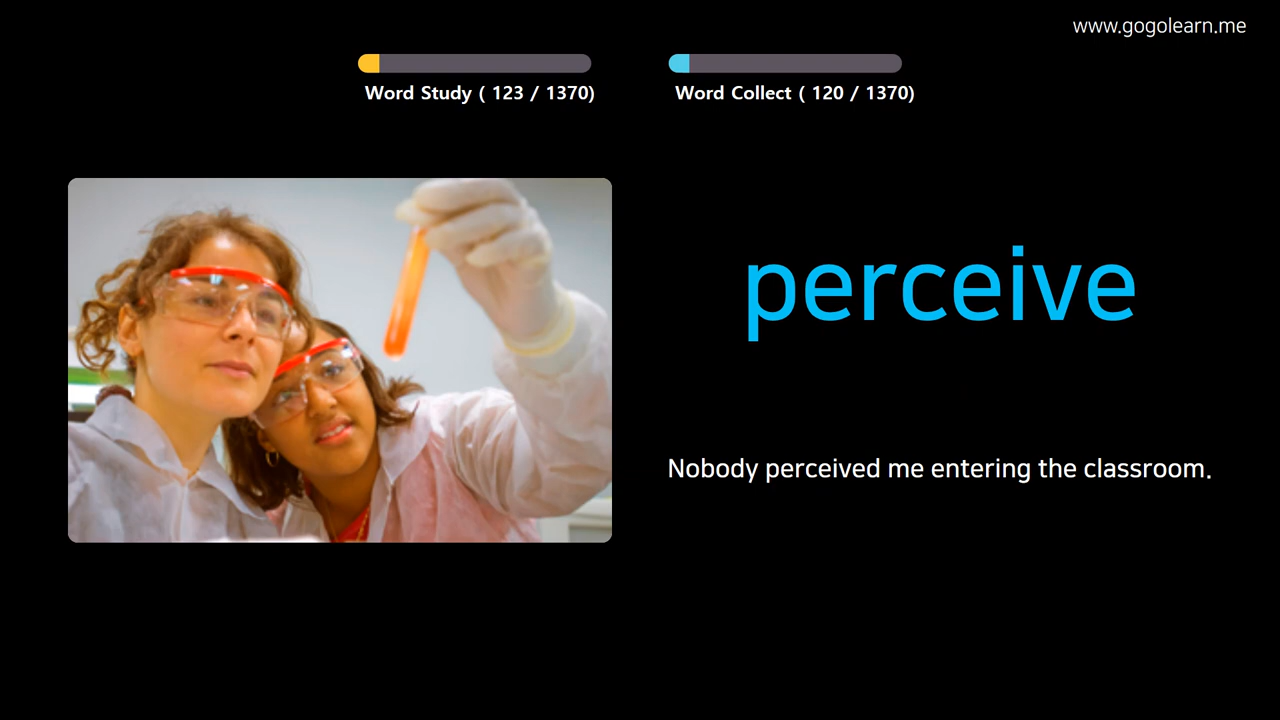 www.gogolearn.me
Word Study ( 123 / 1370)
Word Collect ( 120 / 1370)
perceive
Nobody perceived me entering the classroom.